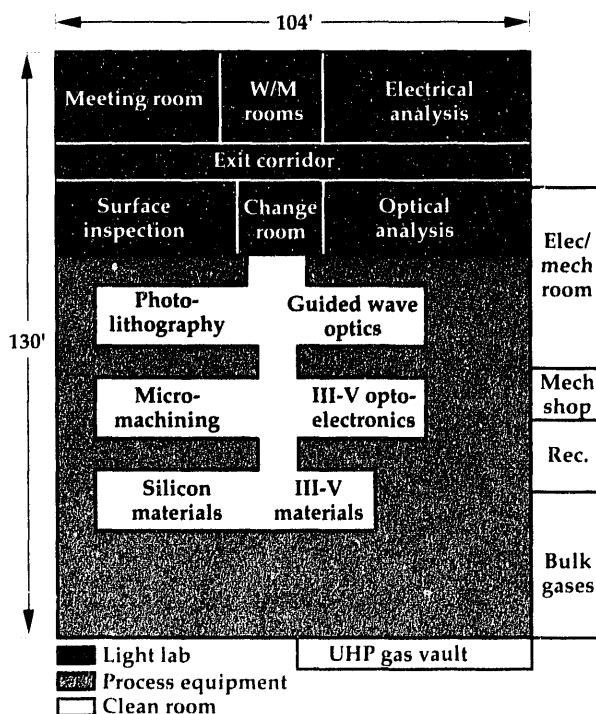 104'
Meeting room
W/M
rooms
Electrical
analysis
Exit corridor
Surface
inspection
Change
room
Optical
analysis
Elec/
mech
room
Photo-
lithography
Guided wave
optics
130'
Micro-
machining
III-V opto-
electronics
Mech
shop
Rec.
Silicon
materials
III-V
materials
Bulk
gases
UHP gas vault
Light lab
Process equipment
Clean room